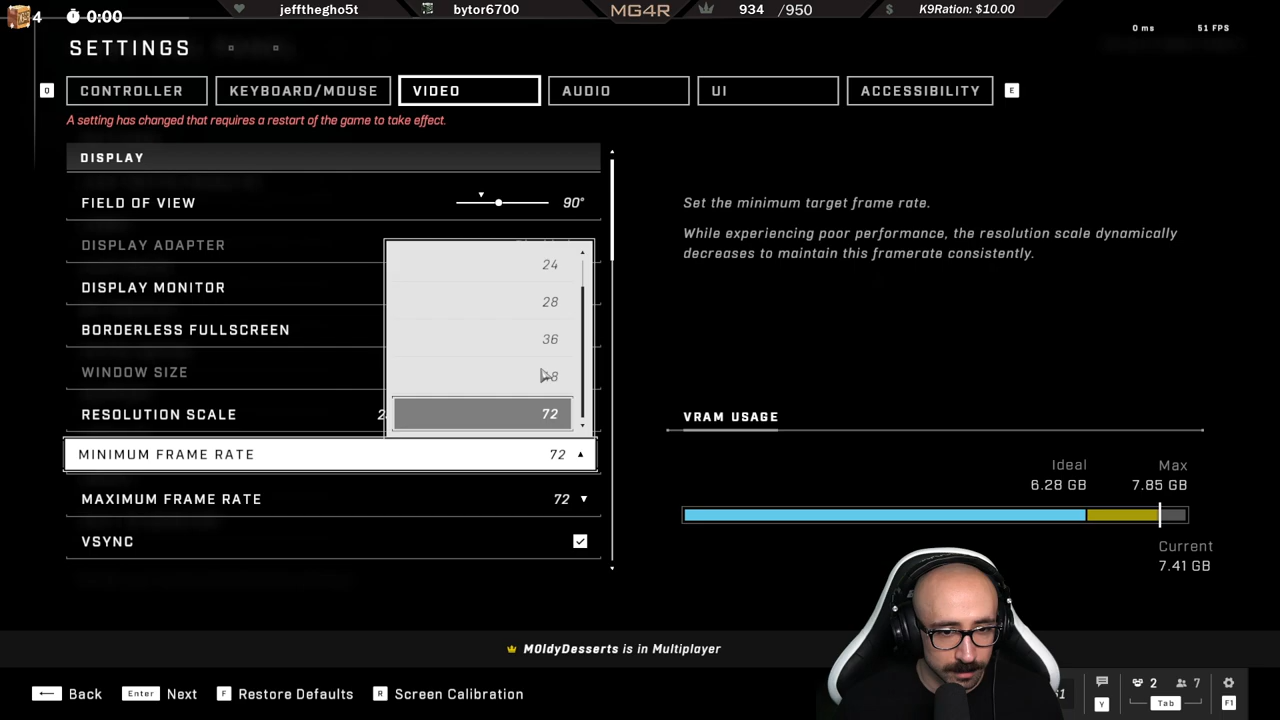 4 0:00 jeffthegho5t bytor6700 MG4R 934 /950 $ K9Ration: $10.00
0 ms 51 FPS
SETTINGS
Q CONTROLLER KEYBOARD/MOUSE VIDEO AUDIO UI ACCESSIBILITY E
A setting has changed that requires a restart of the game to take effect.
DISPLAY
FIELD OF VIEW 90°
Set the minimum target frame rate.
While experiencing poor performance, the resolution scale dynamically
decreases to maintain this framerate consistently.
DISPLAY ADAPTER
24
DISPLAY MONITOR
28
BORDERLESS FULLSCREEN
36
WINDOW SIZE
RESOLUTION SCALE
72
MINIMUM FRAME RATE 72
MAXIMUM FRAME RATE 72
VSYNC
VRAM USAGE
Ideal Max
6.28 GB 7.85 GB
Current
7.41 GB
M0ldyDesserts is in Multiplayer
Back Enter Next F Restore Defaults R Screen Calibration
2 7
Y Tab F1